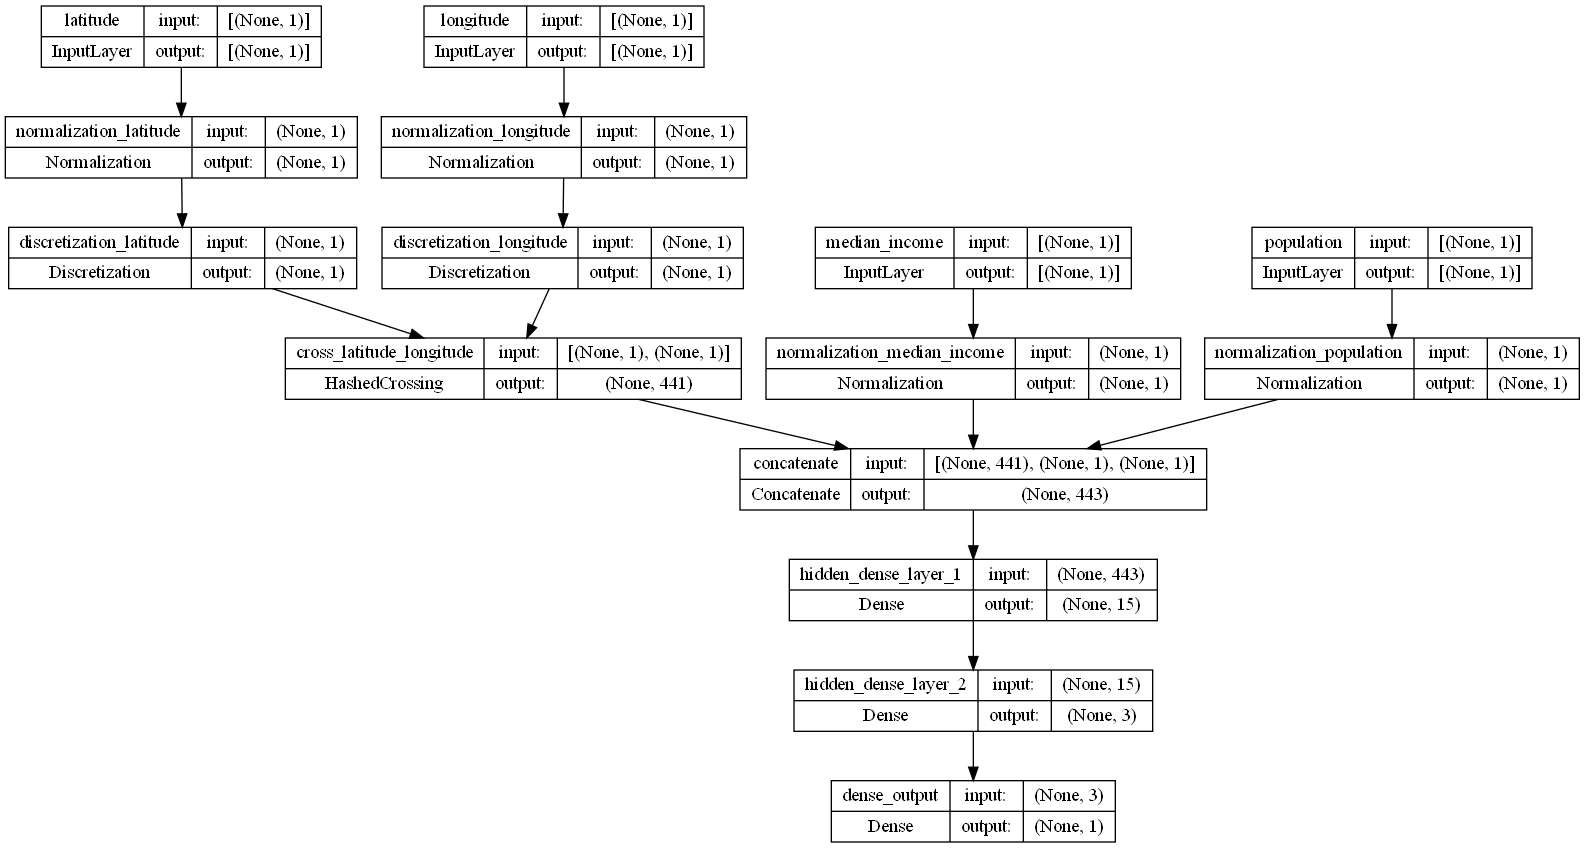 latitude input: [(None, 1)]
InputLayer output: [(None, 1)]
longitude input: [(None, 1)]
InputLayer output: [(None, 1)]
normalization_latitude input: (None, 1)
Normalization output: (None, 1)
normalization_longitude input: (None, 1)
Normalization output: (None, 1)
discretization_latitude input: (None, 1)
Discretization output: (None, 1)
discretization_longitude input: (None, 1)
Discretization output: (None, 1)
median_income input: [(None, 1)]
InputLayer output: [(None, 1)]
population input: [(None, 1)]
InputLayer output: [(None, 1)]
cross_latitude_longitude input: [(None, 1), (None, 1)]
HashedCrossing output: (None, 441)
normalization_median_income input: (None, 1)
Normalization output: (None, 1)
normalization_population input: (None, 1)
Normalization output: (None, 1)
concatenate input: [(None, 441), (None, 1), (None, 1)]
Concatenate output: (None, 443)
hidden_dense_layer_1 input: (None, 443)
Dense output: (None, 15)
hidden_dense_layer_2 input: (None, 15)
Dense output: (None, 3)
dense_output input: (None, 3)
Dense output: (None, 1)